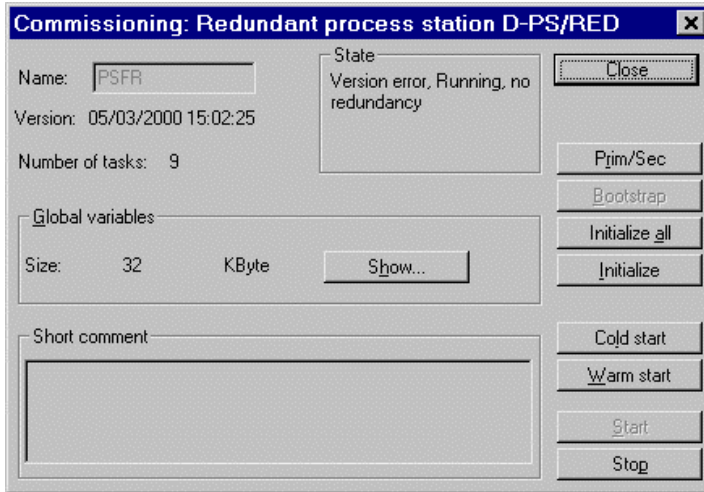 Commissioning: Redundant process station D-PS/RED
Name: PSFR
Version: 05/03/2000 15:02:25
Number of tasks: 9
State
Version error, Running, no
redundancy
Close
Prim/Sec
Bootstrap
Initialize all
Initialize
Global variables
Size: 32 KByte Show...
Short comment
Cold start
Warm start
Start
Stop